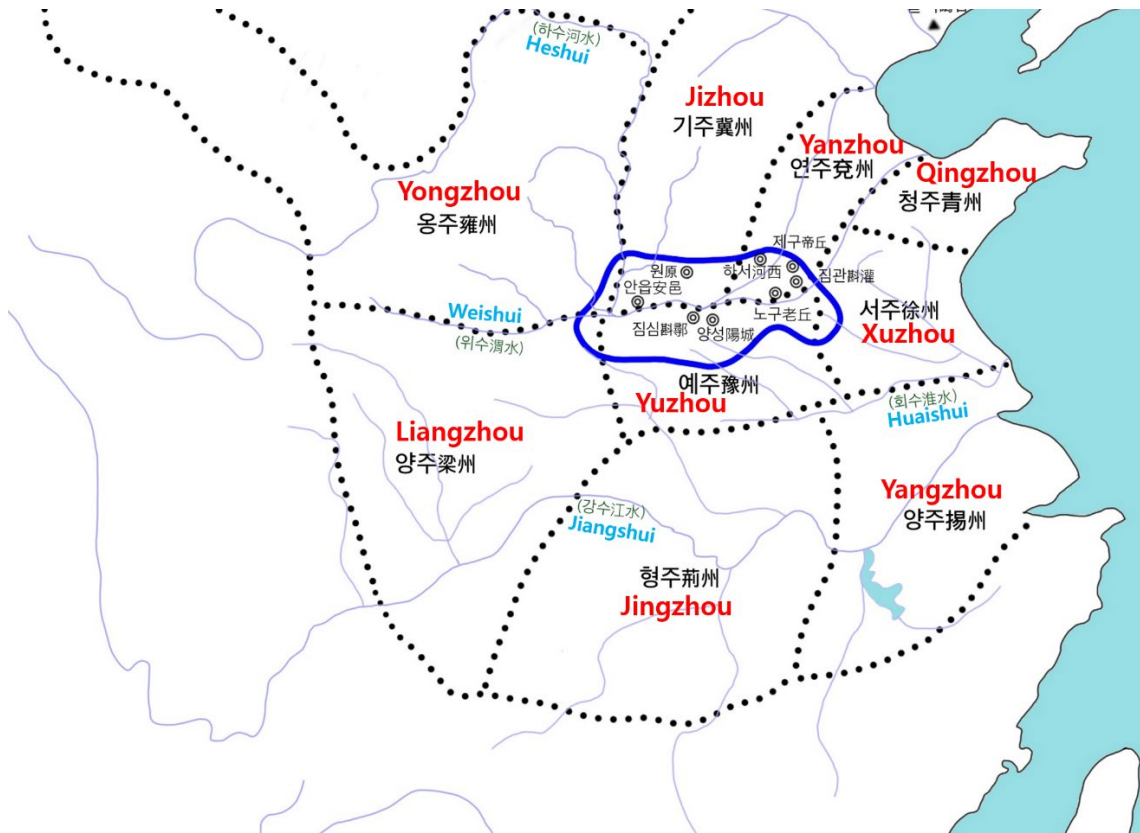 (하수河水)
Heshui
Jizhou
기주冀州
Yanzhou
연주兗州
Qingzhou
청주青州
Yongzhou
옹주雍州
제구帝丘
원原
하서河西
짐관斟灌
안읍安邑
Weishui
(위수渭水)
노구老丘
서주徐州
Xuzhou
짐심斟鄩
양성陽城
예주豫州
Yuzhou
(회수淮水)
Huaishui
Liangzhou
양주梁州
Yangzhou
양주揚州
(강수江水)
Jiangshui
형주荊州
Jingzhou